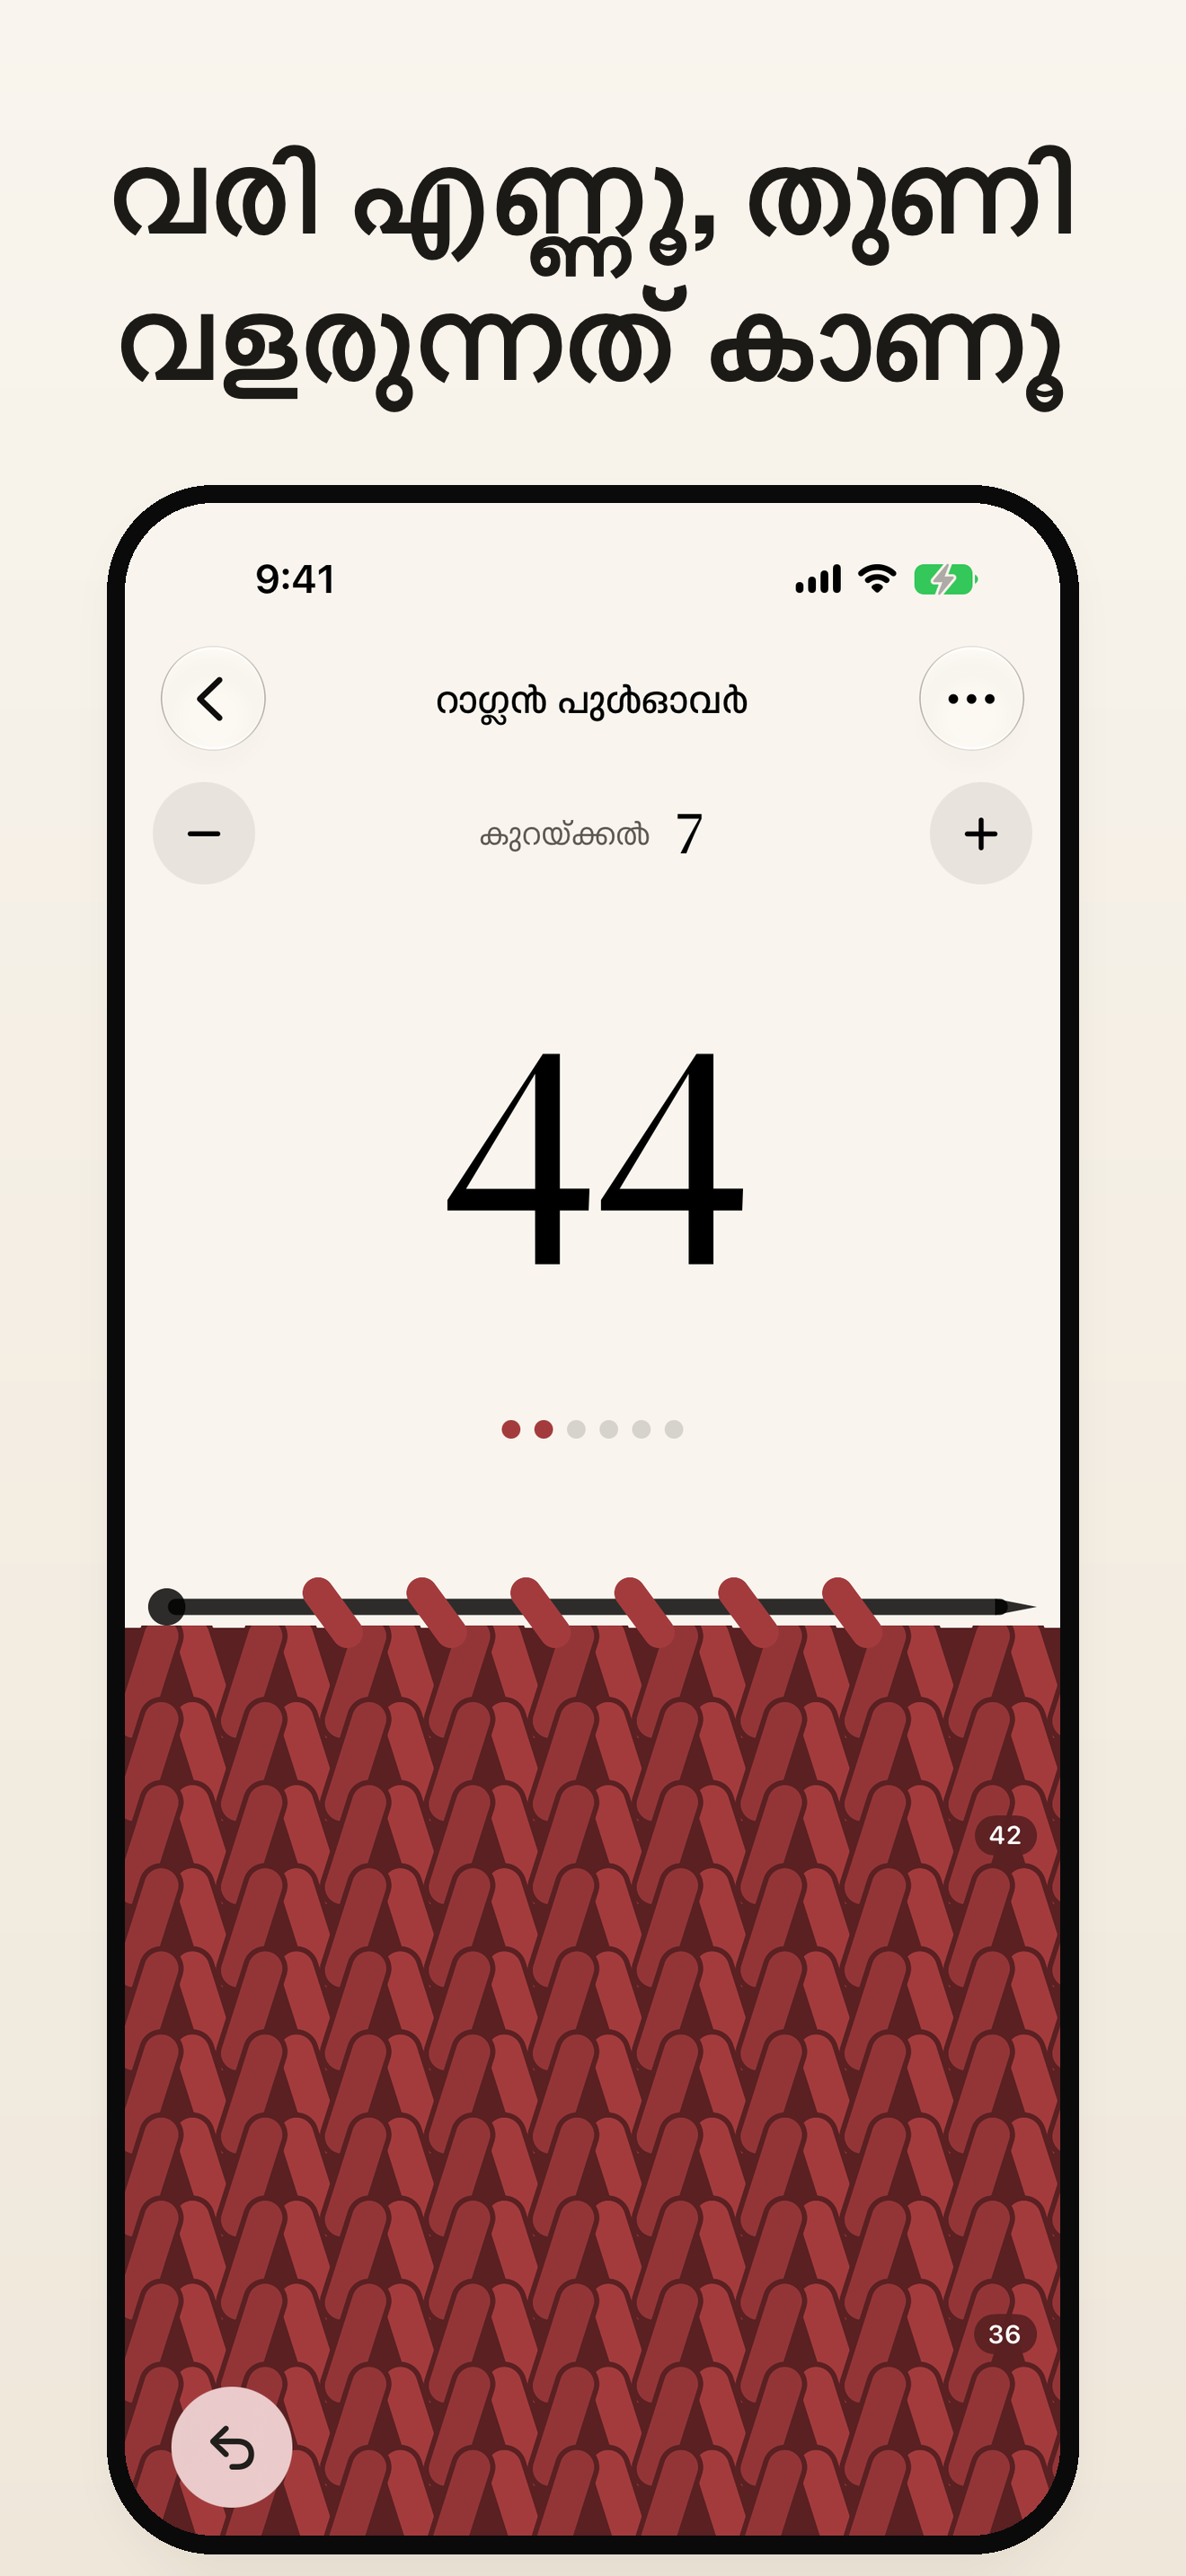 വരി എണ്ണൂ, തുണി
വളരുന്നത് കാണൂ
9:41
റാഗ്ലൻ പുൾഓവർ
കുറയ്ക്കൽ 7
44
42
36